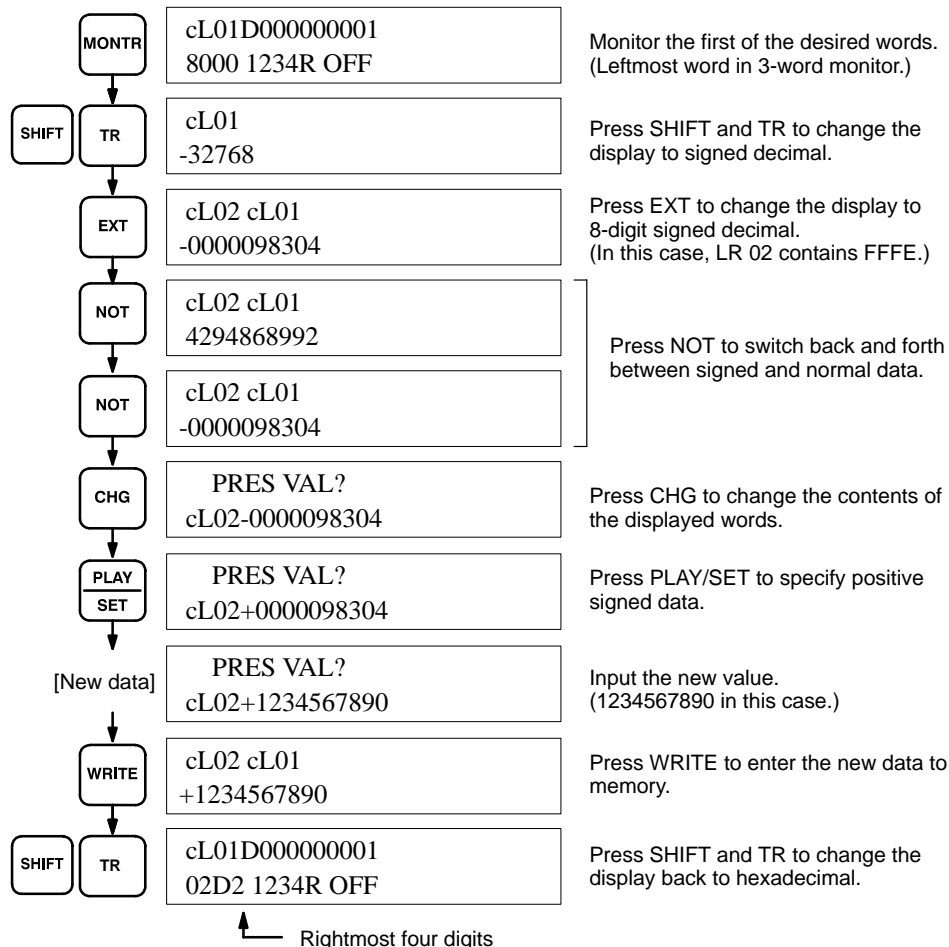 MONTR
cL01D000000001
8000 1234R OFF
Monitor the first of the desired words.
(Leftmost word in 3-word monitor.)
SHIFT
TR
cL01
-32768
Press SHIFT and TR to change the
display to signed decimal.
EXT
cL02 cL01
-0000098304
Press EXT to change the display to
8-digit signed decimal.
(In this case, LR 02 contains FFFE.)
NOT
cL02 cL01
4294868992
NOT
cL02 cL01
-0000098304
Press NOT to switch back and forth
between signed and normal data.
CHG
PRES VAL?
cL02-0000098304
Press CHG to change the contents of
the displayed words.
PLAY
SET
PRES VAL?
cL02+0000098304
Press PLAY/SET to specify positive
signed data.
[New data]
PRES VAL?
cL02+1234567890
Input the new value.
(1234567890 in this case.)
WRITE
cL02 cL01
+1234567890
Press WRITE to enter the new data to
memory.
SHIFT
TR
cL01D000000001
02D2 1234R OFF
Press SHIFT and TR to change the
display back to hexadecimal.
Rightmost four digits